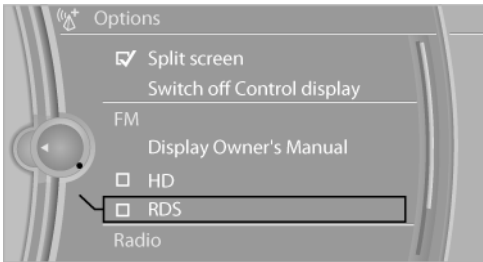 Options
Split screen
Switch off Control display
FM
Display Owner's Manual
HD
RDS
Radio